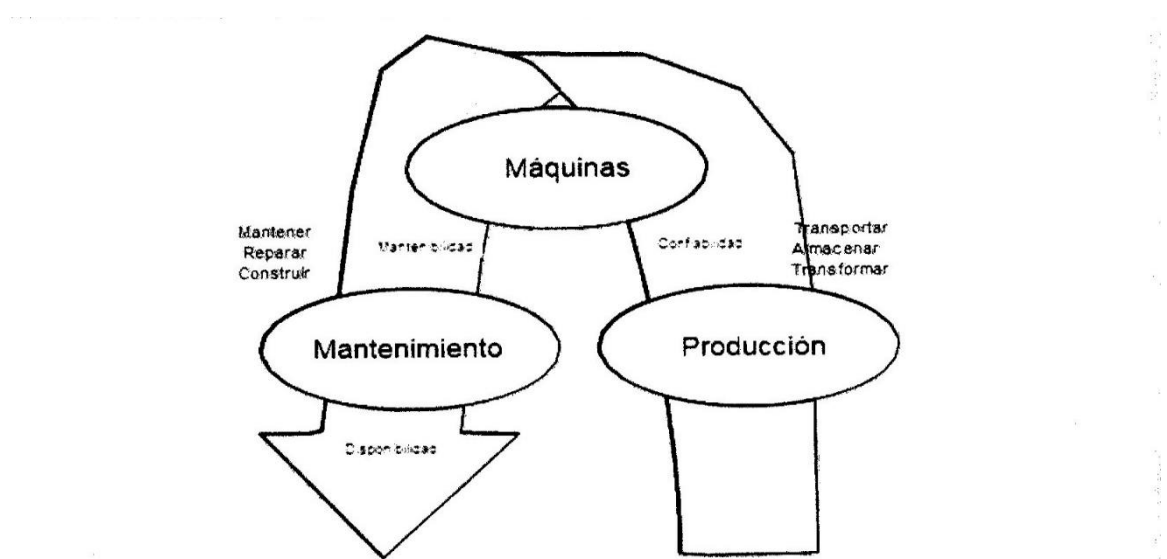 Máquinas
Mantener
Reparar
Construir
Mantenibilidad
Confiabilidad
Transportar
Almacenar
Transformar
Mantenimiento
Producción
Disponibilidad